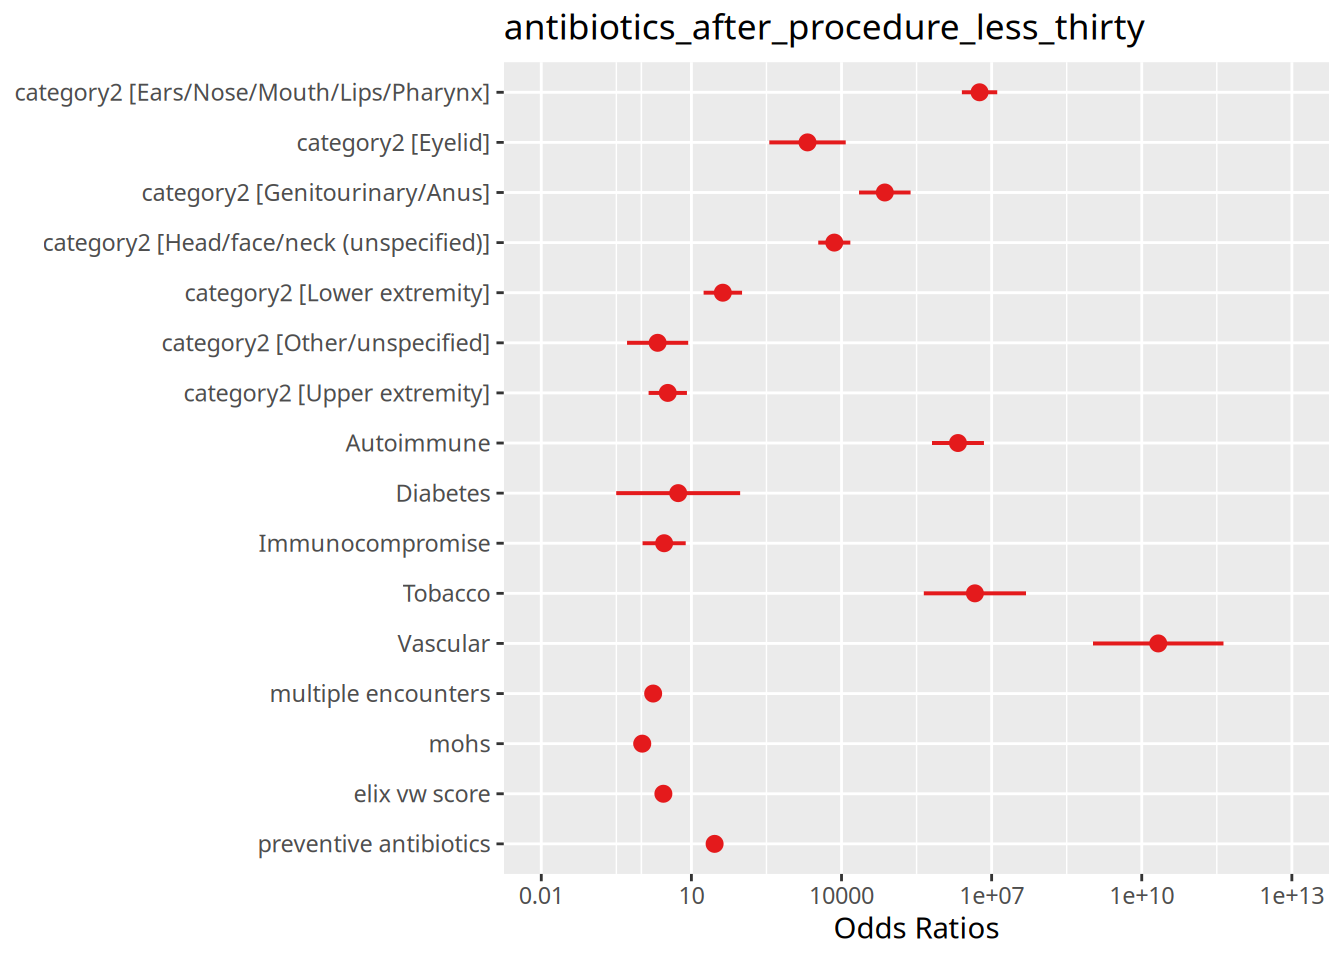 antibiotics_after_procedure_less_thirty
category2 [Ears/Nose/Mouth/Lips/Pharynx]
category2 [Eyelid]
category2 [Genitourinary/Anus]
category2 [Head/face/neck (unspecified)]
category2 [Lower extremity]
category2 [Other/unspecified]
category2 [Upper extremity]
Autoimmune
Diabetes
Immunocompromise
Tobacco
Vascular
multiple encounters
mohs
elix vw score
preventive antibiotics
0.01 10 10000 1e+07 1e+10 1e+13
Odds Ratios